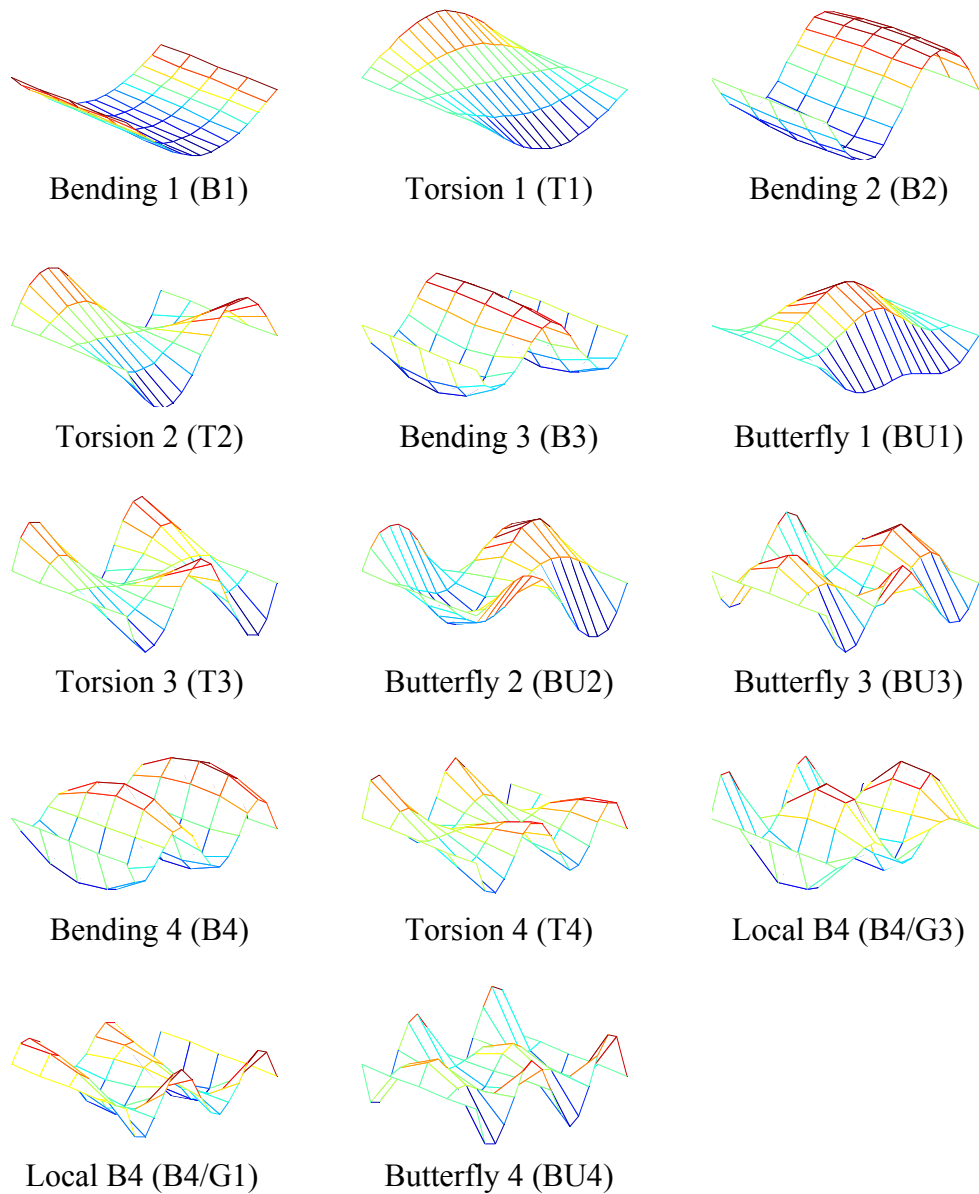 Bending 1 (B1)
Torsion 1 (T1)
Bending 2 (B2)
Torsion 2 (T2)
Bending 3 (B3)
Butterfly 1 (BU1)
Torsion 3 (T3)
Butterfly 2 (BU2)
Butterfly 3 (BU3)
Bending 4 (B4)
Torsion 4 (T4)
Local B4 (B4/G3)
Local B4 (B4/G1)
Butterfly 4 (BU4)